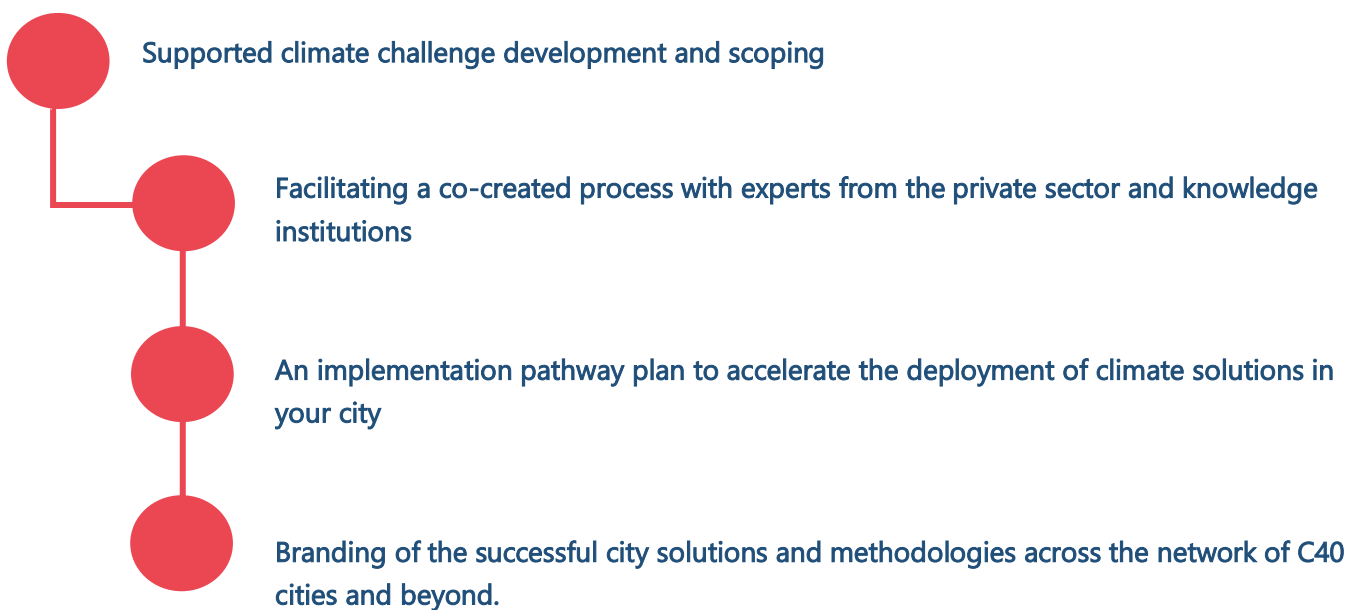 Supported climate challenge development and scoping
Facilitating a co-created process with experts from the private sector and knowledge
institutions
An implementation pathway plan to accelerate the deployment of climate solutions in
your city
Branding of the successful city solutions and methodologies across the network of C40
cities and beyond.